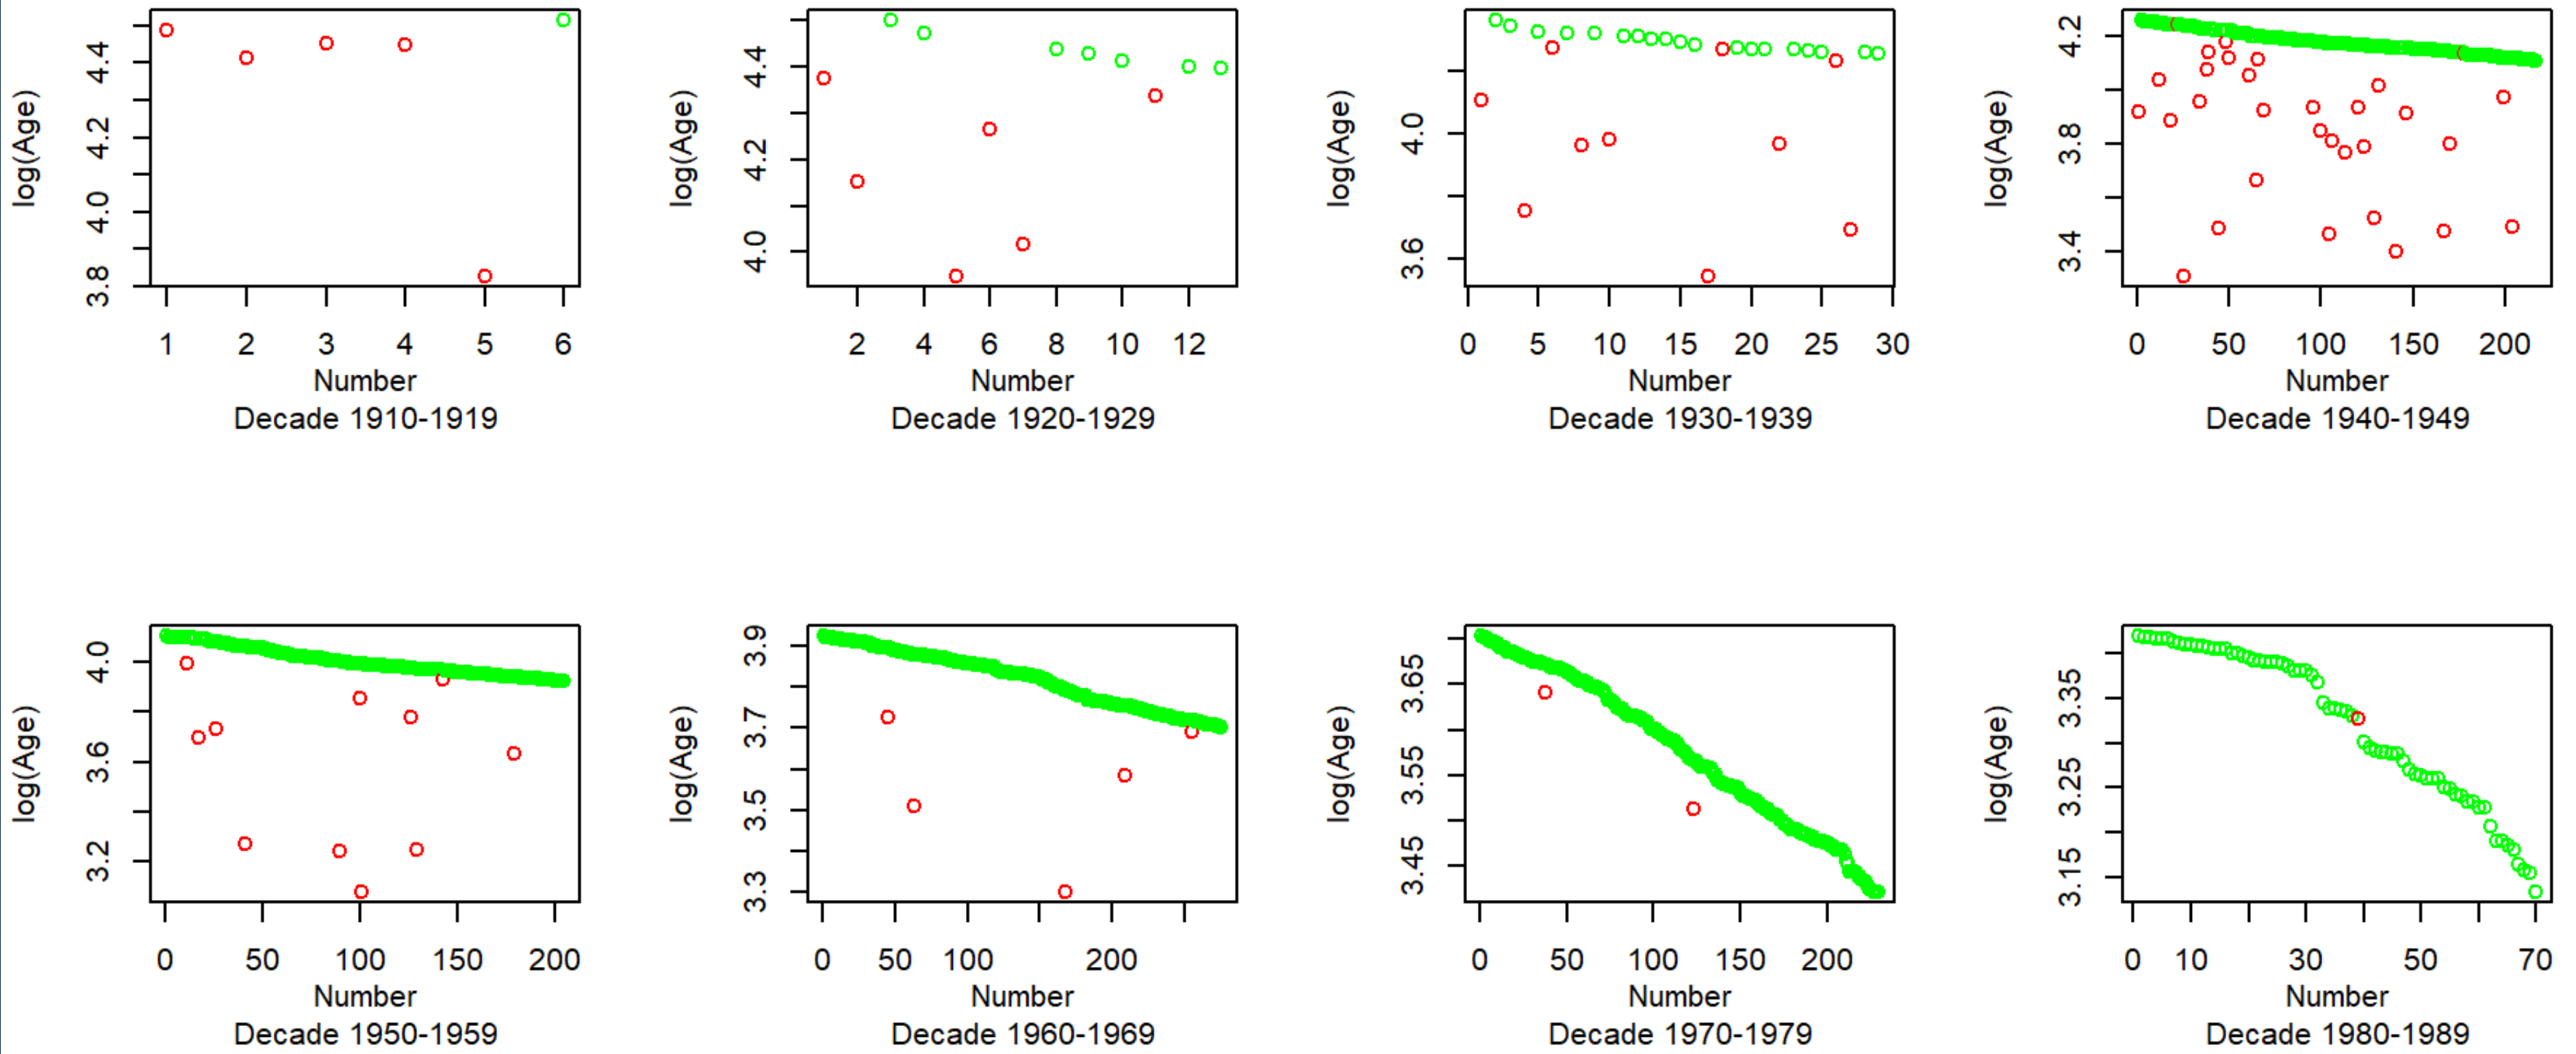 log(Age)
4.4
4.2
4.0
3.8
1 2 3 4 5 6
Number
Decade 1910-1919
log(Age)
4.4
4.2
4.0
2 4 6 8 10 12
Number
Decade 1920-1929
log(Age)
4.0
3.6
0 5 10 15 20 25 30
Number
Decade 1930-1939
log(Age)
4.2
3.8
3.4
0 50 100 150 200
Number
Decade 1940-1949
log(Age)
4.0
3.6
3.2
0 50 100 150 200
Number
Decade 1950-1959
log(Age)
3.9
3.7
3.5
3.3
0 50 100 200
Number
Decade 1960-1969
log(Age)
3.65
3.55
3.45
0 50 100 150 200
Number
Decade 1970-1979
log(Age)
3.35
3.25
3.15
0 10 30 50 70
Number
Decade 1980-1989